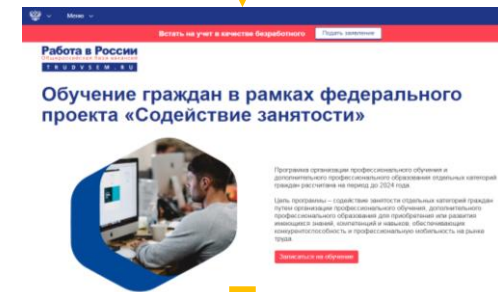 Меню
Встать на учет в качестве безработного Подать заявление
Работа в России
Общероссийская база вакансий
TRUDVSEM.RU
Обучение граждан в рамках федерального
проекта «Содействие занятости»
Программа организации профессионального обучения и
дополнительного профессионального образования отдельных категорий
граждан рассчитана на период до 2024 года.
Цель программы – содействие занятости отдельных категорий граждан
путем организации профессионального обучения, дополнительного
профессионального образования для приобретения или развития
имеющихся знаний, компетенций и навыков, обеспечивающих
конкурентоспособность и профессиональную мобильность на рынке
труда.
Записаться на обучение